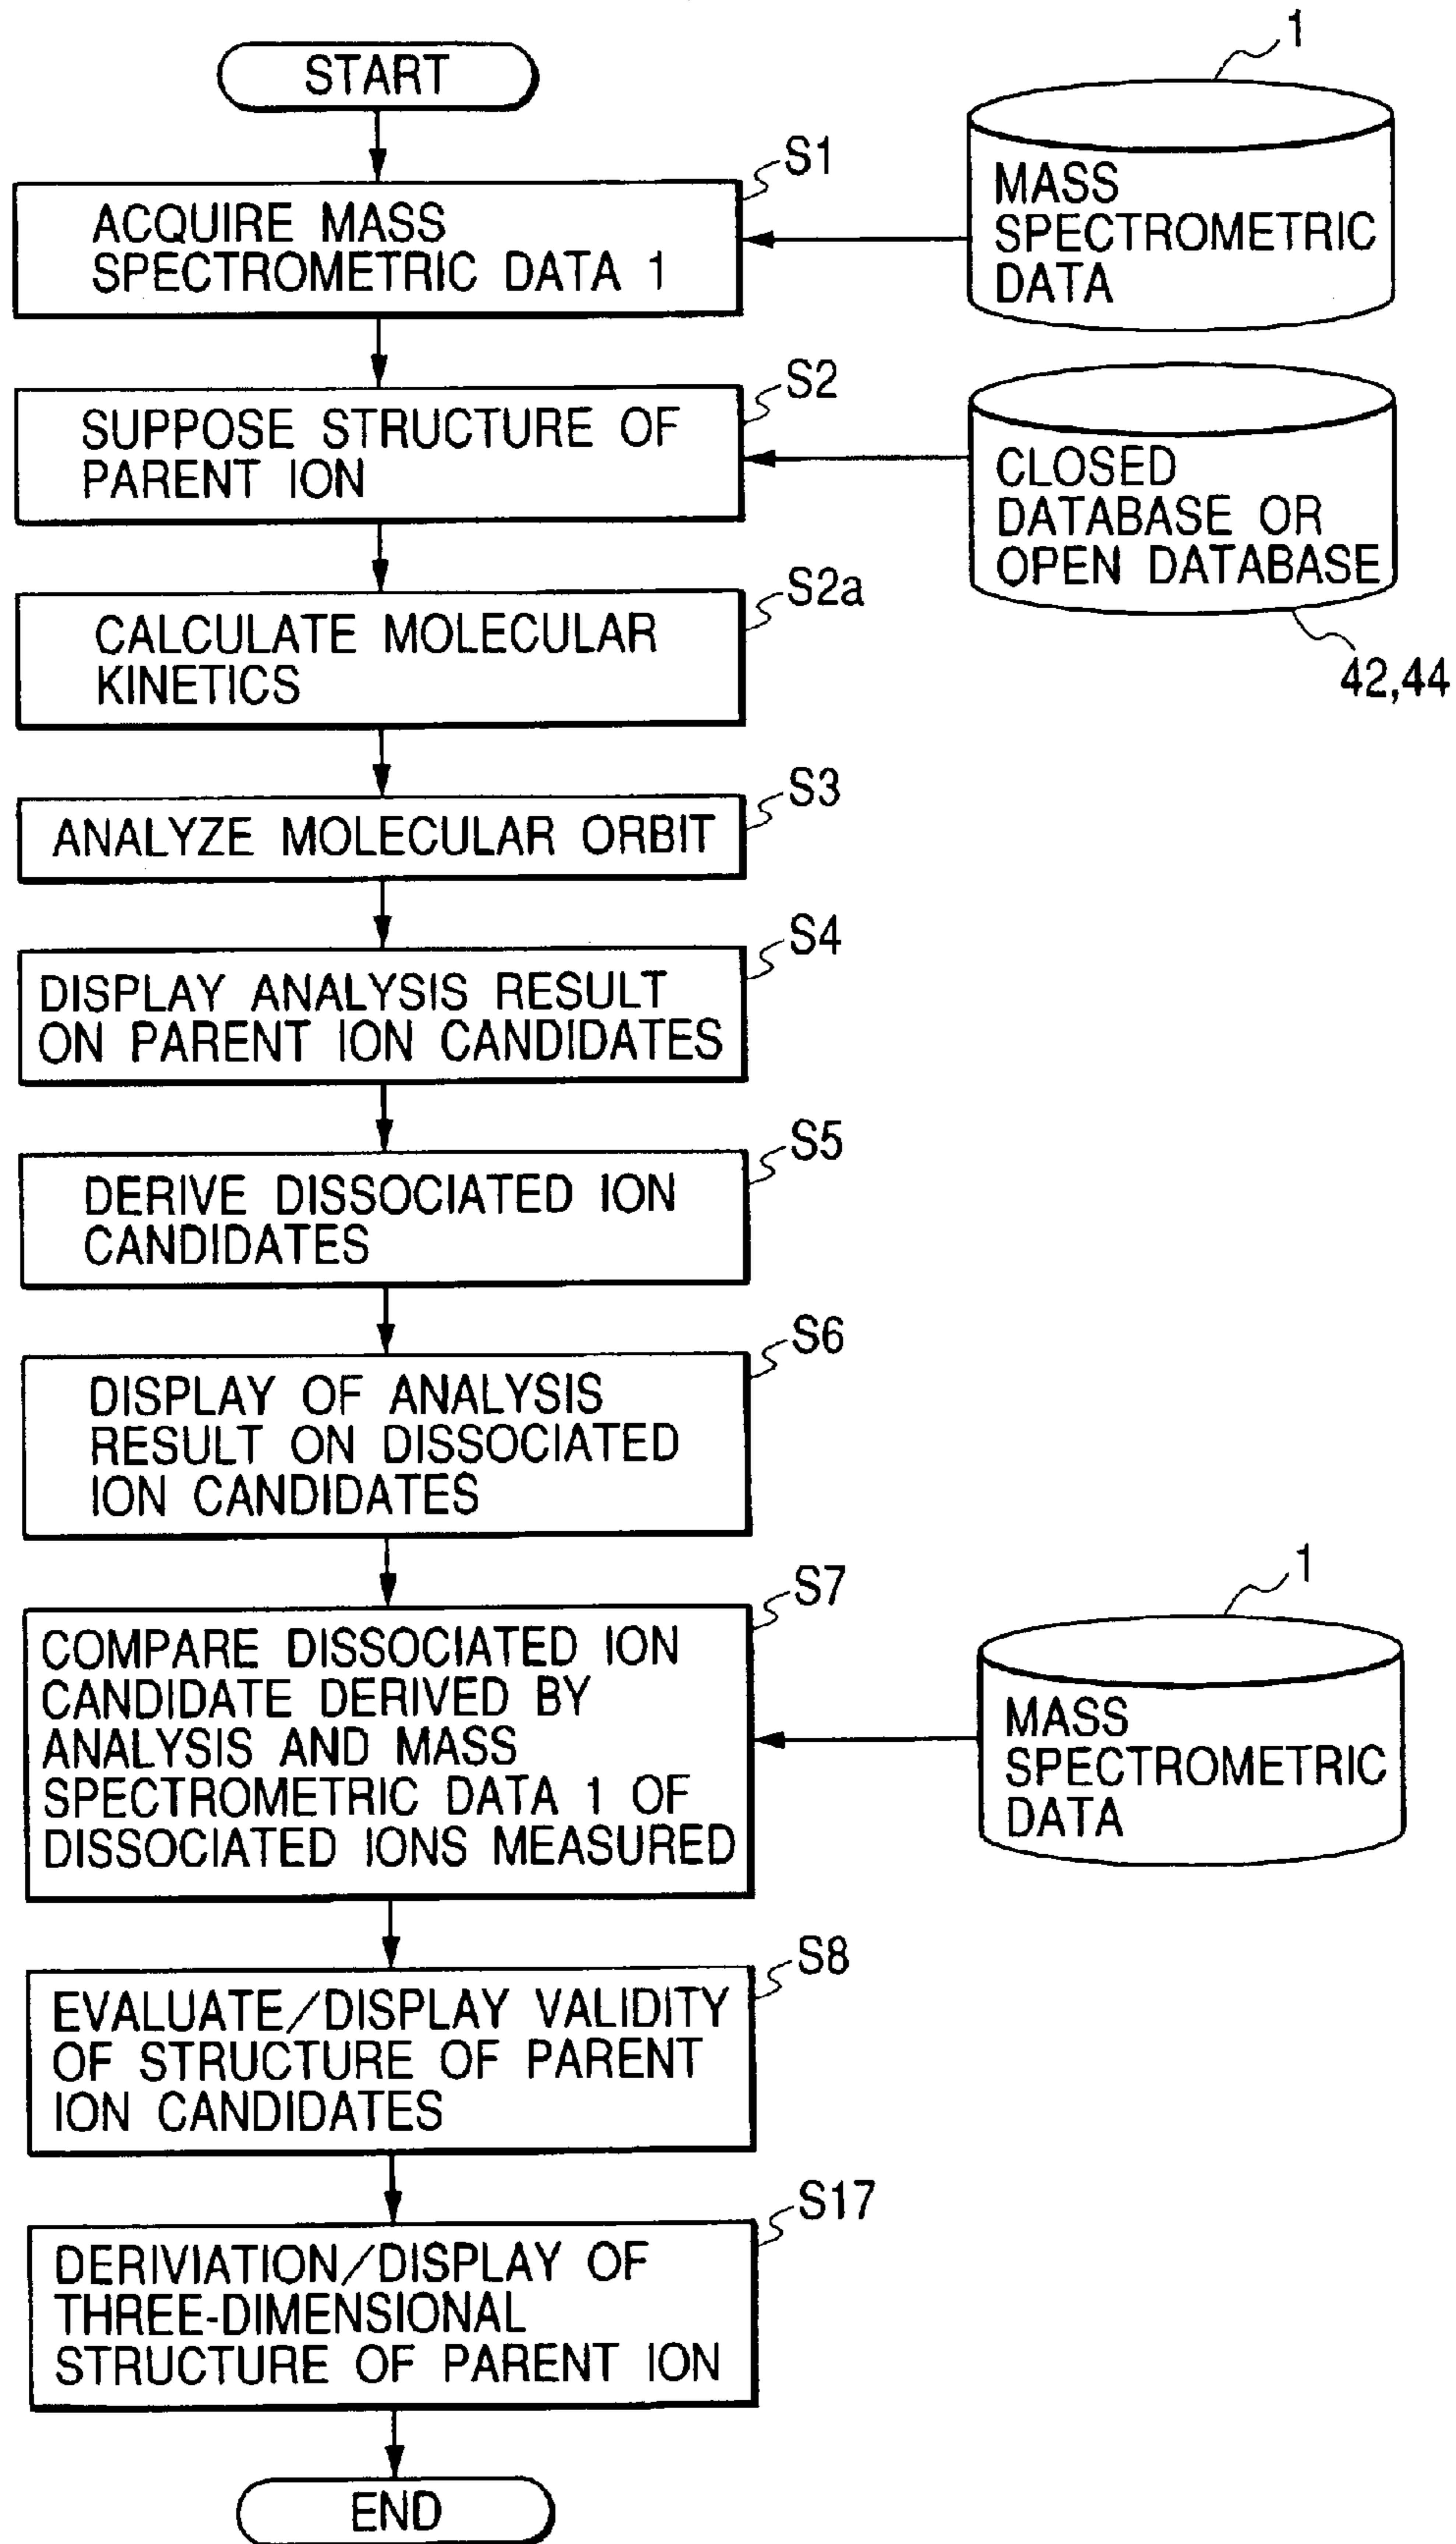 START
1
MASS
SPECTROMETRIC
DATA
S1
ACQUIRE MASS
SPECTROMETRIC DATA 1
S2
SUPPOSE STRUCTURE OF
PARENT ION
CLOSED
DATABASE OR
OPEN DATABASE
42,44
S2a
CALCULATE MOLECULAR
KINETICS
S3
ANALYZE MOLECULAR ORBIT
S4
DISPLAY ANALYSIS RESULT
ON PARENT ION CANDIDATES
S5
DERIVE DISSOCIATED ION
CANDIDATES
S6
DISPLAY OF ANALYSIS
RESULT ON DISSOCIATED
ION CANDIDATES
S7
COMPARE DISSOCIATED ION
CANDIDATE DERIVED BY
ANALYSIS AND MASS
SPECTROMETRIC DATA 1 OF
DISSOCIATED IONS MEASURED
1
MASS
SPECTROMETRIC
DATA
S8
EVALUATE/DISPLAY VALIDITY
OF STRUCTURE OF PARENT
ION CANDIDATES
S17
DERIVIATION/DISPLAY OF
THREE-DIMENSIONAL
STRUCTURE OF PARENT ION
END